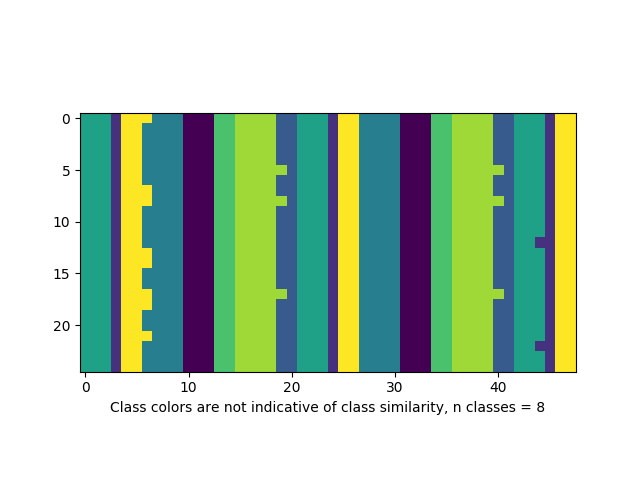 0
5
10
15
20
0 10 20 30 40
Class colors are not indicative of class similarity, n classes = 8